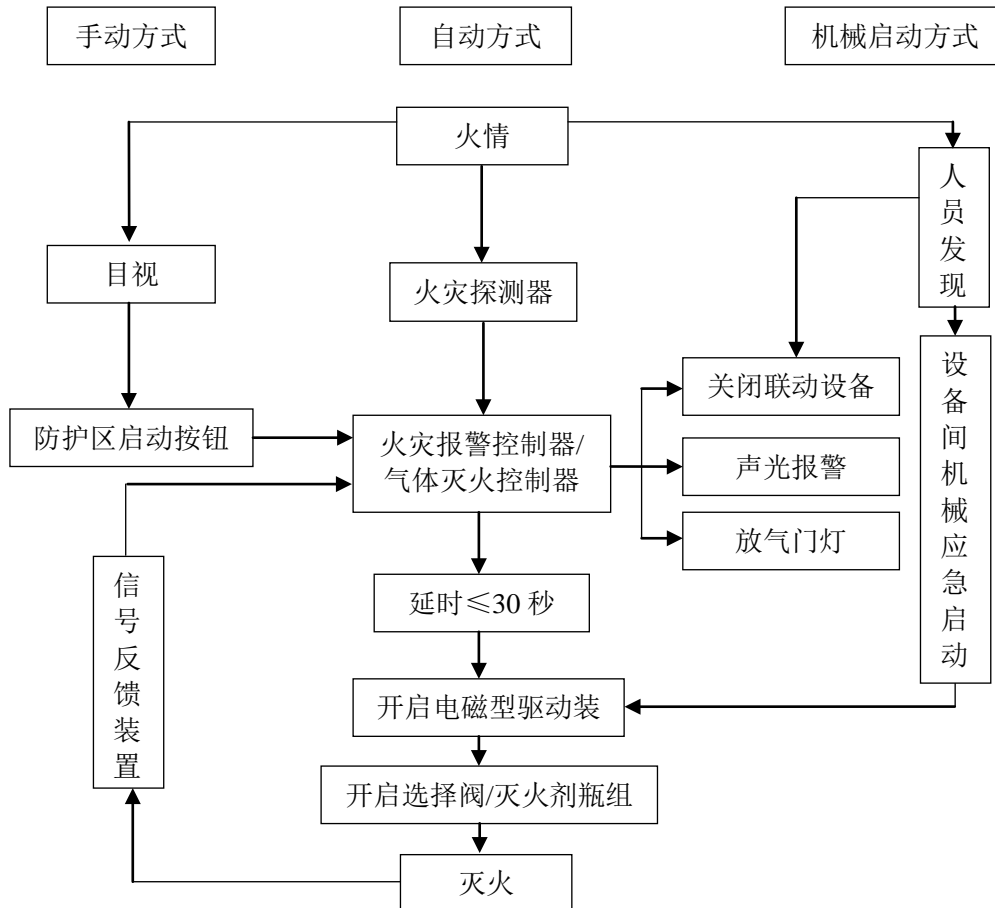 手动方式
自动方式
机械启动方式
火情
人员发现
目视
火灾探测器
设备间机械应急启动
关闭联动设备
防护区启动按钮
火灾报警控制器/
气体灭火控制器
声光报警
放气门灯
信号反馈装置
延时≤30 秒
开启电磁型驱动装
开启选择阀/灭火剂瓶组
灭火